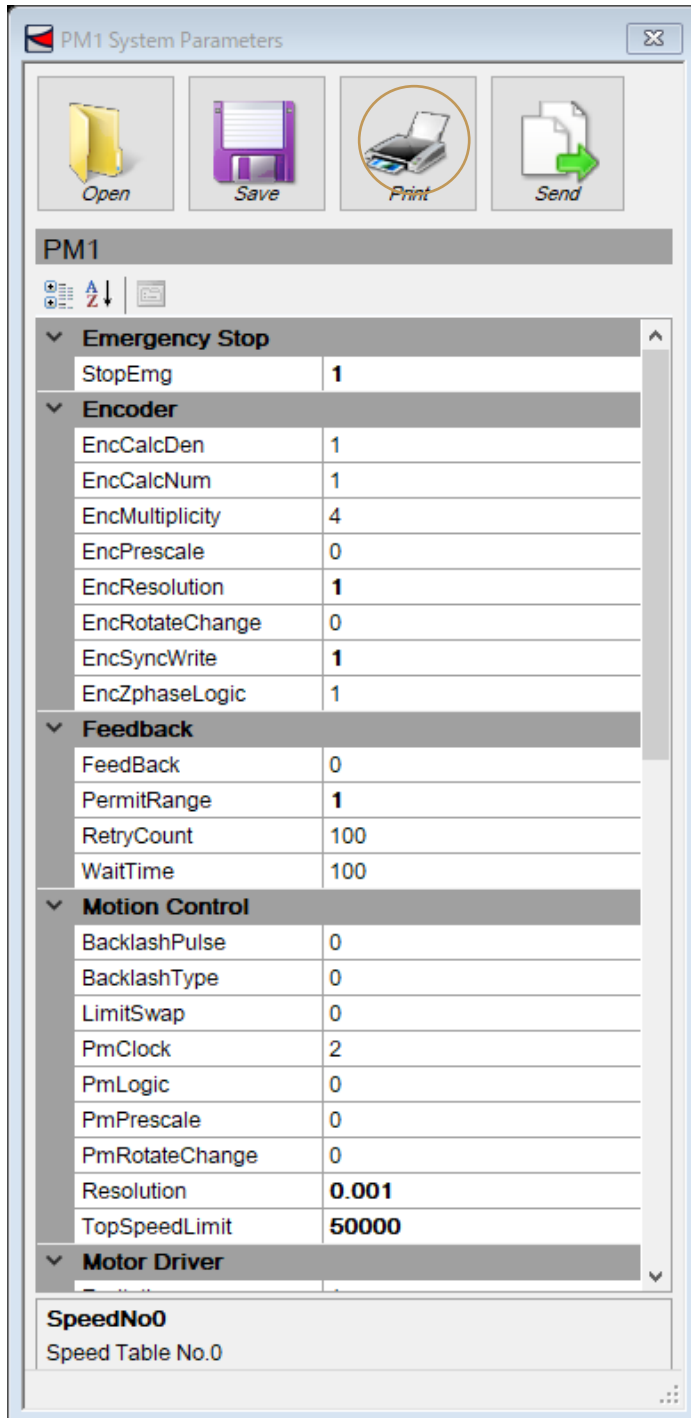 PM1 System Parameters
Open Save Print Send
PM1
Emergency Stop
StopEmg 1
Encoder
EncCalcDen 1
EncCalcNum 1
EncMultiplicity 4
EncPrescale 0
EncResolution 1
EncRotateChange 0
EncSyncWrite 1
EncZphaseLogic 1
Feedback
FeedBack 0
PermitRange 1
RetryCount 100
WaitTime 100
Motion Control
BacklashPulse 0
BacklashType 0
LimitSwap 0
PmClock 2
PmLogic 0
PmPrescale 0
PmRotateChange 0
Resolution 0.001
TopSpeedLimit 50000
Motor Driver
SpeedNo0
Speed Table No.0